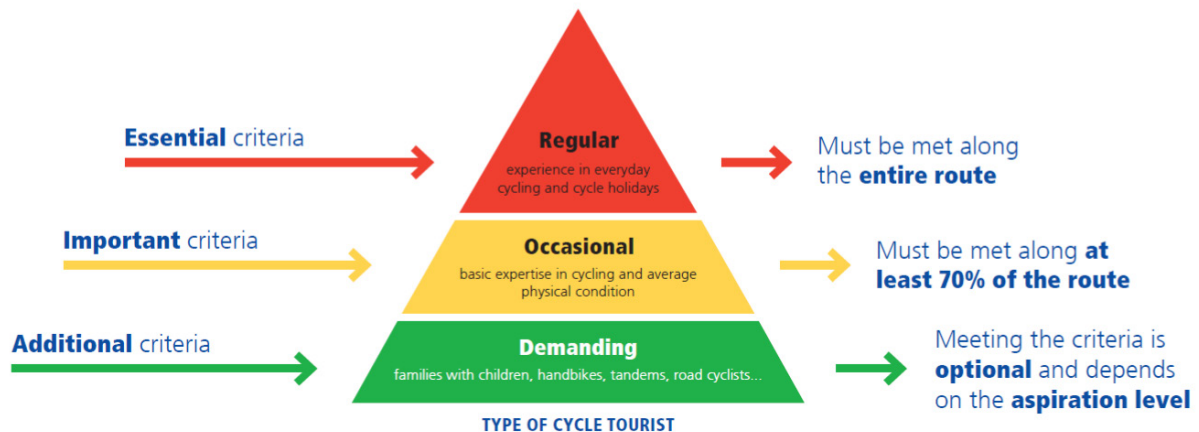 Essential criteria
Regular
experience in everyday
cycling and cycle holidays
Must be met along
the entire route
Important criteria
Occasional
basic expertise in cycling and average
physical condition
Must be met along at
least 70% of the route
Additional criteria
Demanding
families with children, handbikes, tandems, road cyclists...
Meeting the criteria is
optional and depends
on the aspiration level
TYPE OF CYCLE TOURIST